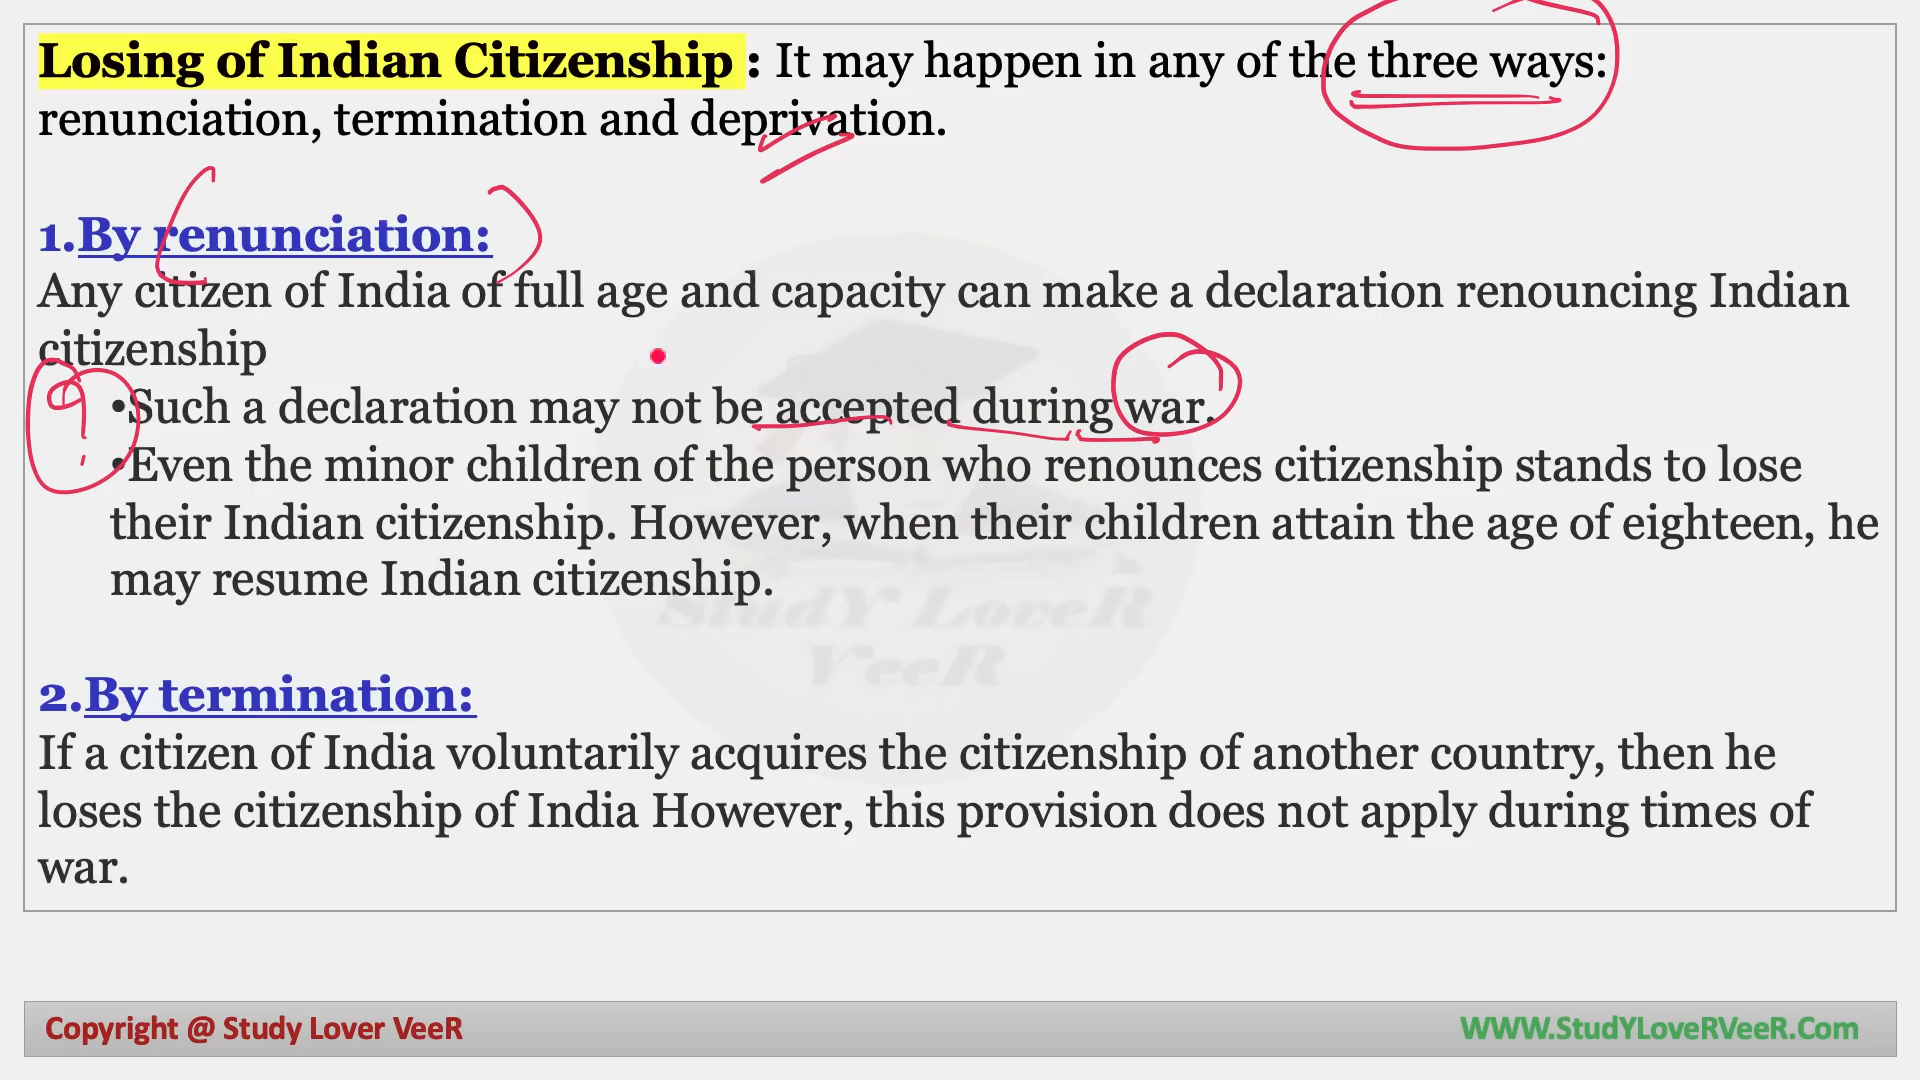 Losing of Indian Citizenship : It may happen in any of the three ways:
renunciation, termination and deprivation.
1.By renunciation:
Any citizen of India of full age and capacity can make a declaration renouncing Indian
citizenship
•Such a declaration may not be accepted during war.
•Even the minor children of the person who renounces citizenship stands to lose
their Indian citizenship. However, when their children attain the age of eighteen, he
may resume Indian citizenship.
StudY LoveR
VeeR
2.By termination:
If a citizen of India voluntarily acquires the citizenship of another country, then he
loses the citizenship of India However, this provision does not apply during times of
war.
Copyright @ Study Lover VeeR
WWW.StudYLoveRVeeR.Com